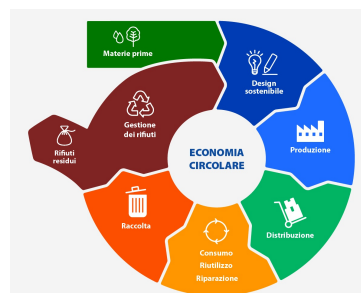 Materie prime
Design
sostenibile
Produzione
Distribuzione
Consumo
Riutilizzo
Riparazione
Raccolta
Gestione
dei rifiuti
Rifiuti
residui
ECONOMIA
CIRCOLARE